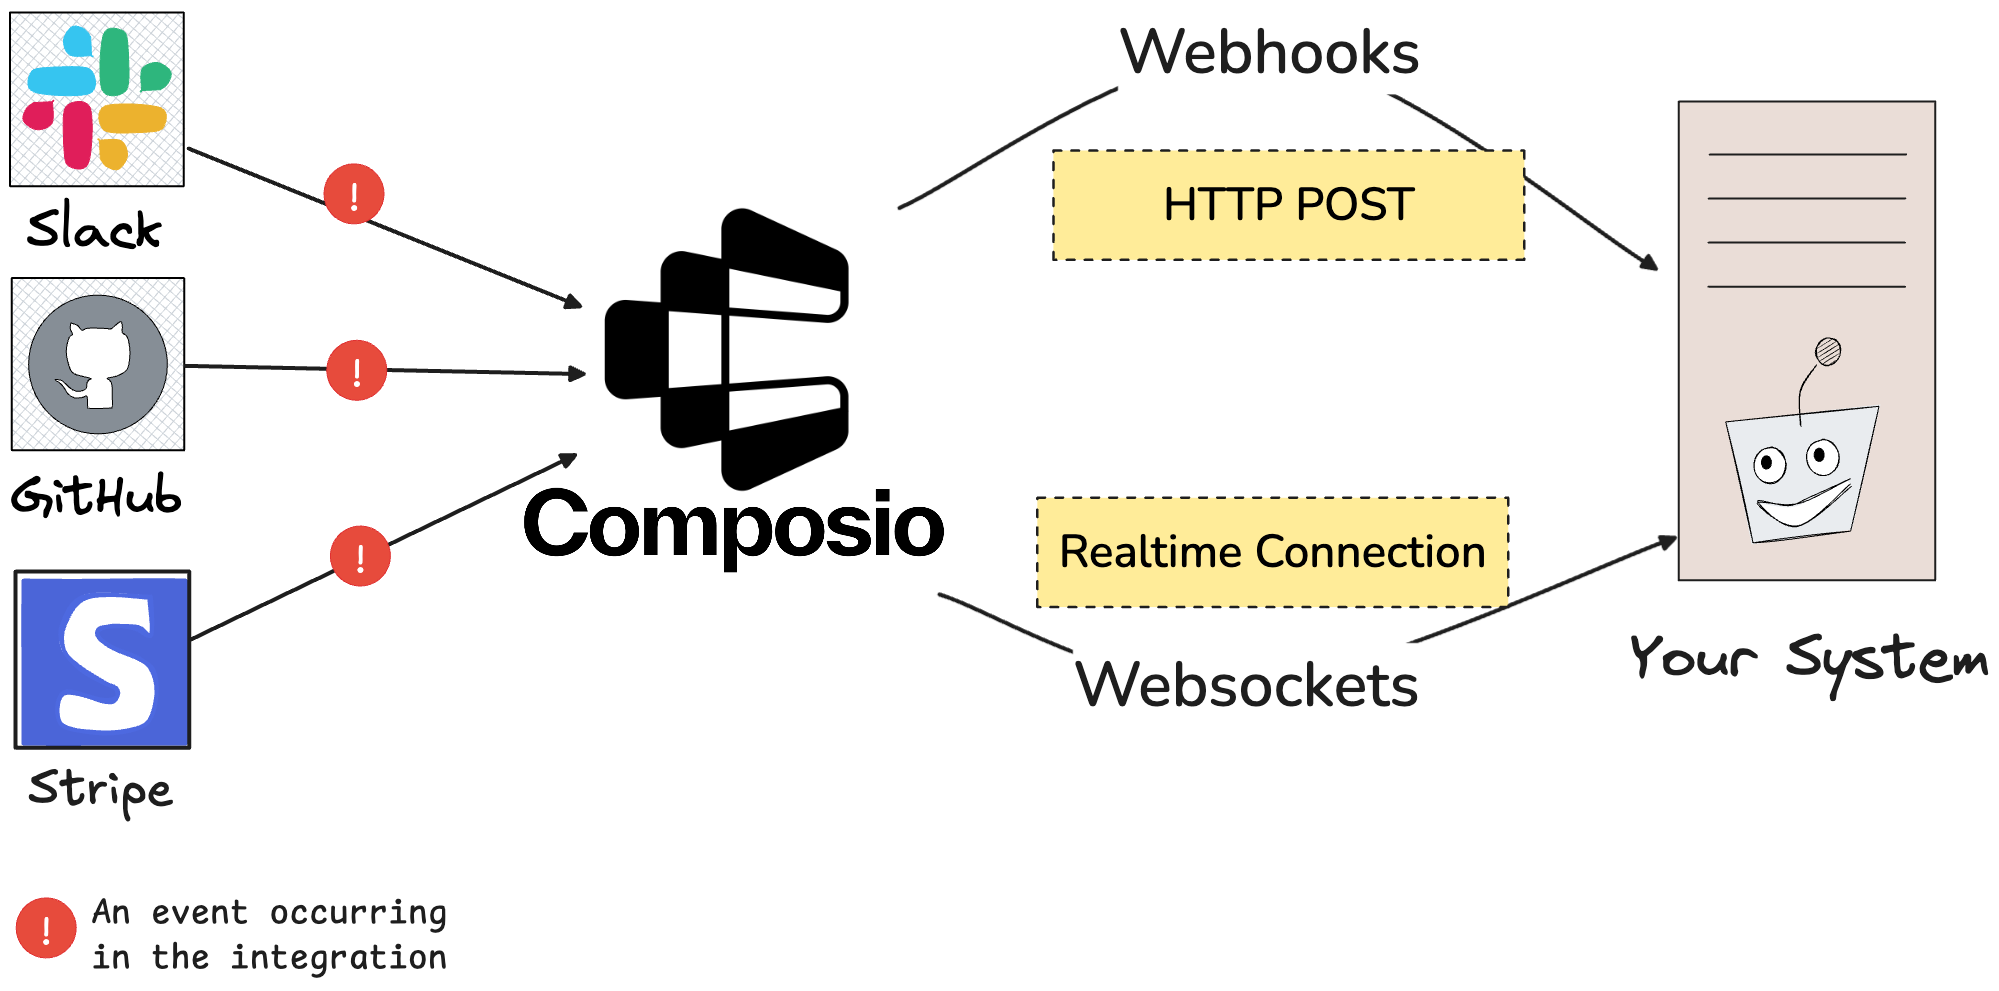 Slack
GitHub
Stripe
!
!
!
Composio
Webhooks
HTTP POST
Realtime Connection
Websockets
Your System
!
An event occurring
in the integration